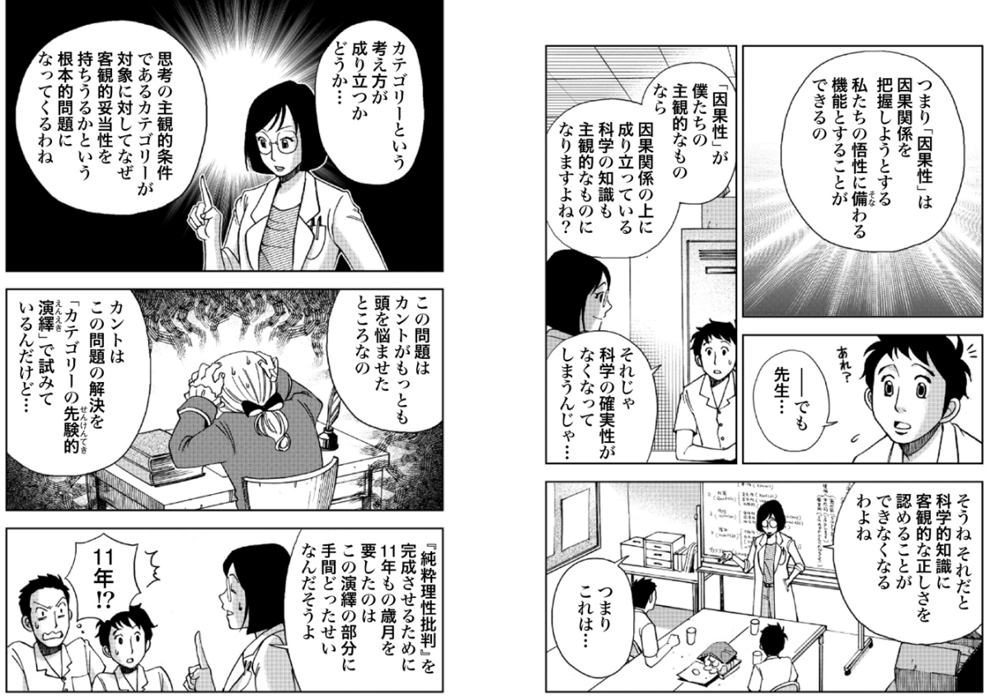 つまり「因果性」は
因果関係を
把握しようとする
私たちの悟性に備わる
そな
機能とすることが
できるの
あれ?
──でも
先生…
「因果性」が
僕たちの
主観的なもの
なら
因果関係の上に
成り立っている
科学の知識も
主観的なものに
なりますよね?
それじゃ
科学の確実性が
なくなって
しまうんじゃ…
そうね それだと
科学的知識に
客観的な正しさを
認めることが
できなくなる
わよね
つまり
これは…
カテゴリーという
考え方が
成り立つか
どうか…
思考の主観的条件
であるカテゴリーが
対象に対してなぜ
客観的妥当性を
持ちうるかという
根本的問題に
なってくるわね
この問題は
カントがもっとも
頭を悩ませた
ところなの
カントは
この問題の解決を
「カテゴリーの先験的
せんけんてき
演繹」で試みて
えんえき
いるんだけど…
『純粋理性批判』を
完成させるために
11年もの歳月を
要したのは
この演繹の部分に
手間どったせい
なんだそうよ
11年!?